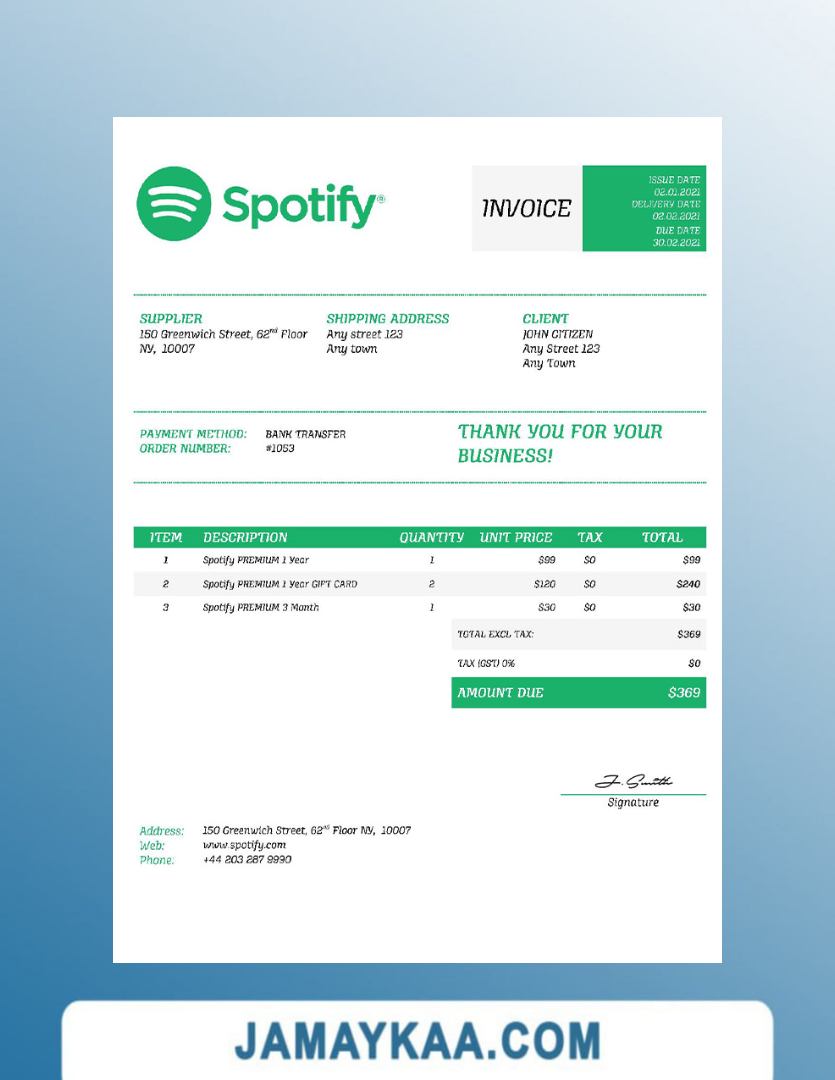 Spotify®
INVOICE
ISSUE DATE
02.01.2021
DELIVERY DATE
02.02.2021
DUE DATE
30.02.2021
SUPPLIER
150 Greenwich Street, 62nd Floor
NY, 10007
SHIPPING ADDRESS
Any street 123
Any town
CLIENT
JOHN CITIZEN
Any Street 123
Any Town
PAYMENT METHOD: BANK TRANSFER
ORDER NUMBER: #1053
THANK YOU FOR YOUR
BUSINESS!
ITEM DESCRIPTION QUANTITY UNIT PRICE TAX TOTAL
1 Spotify PREMIUM 1 Year 1 $99 $0 $99
2 Spotify PREMIUM 1 Year GIFT CARD 2 $120 $0 $240
3 Spotify PREMIUM 3 Month 1 $30 $0 $30
TOTAL EXCL TAX: $369
TAX (GST) 0% $0
AMOUNT DUE $369
J. Smith
Signature
Address: 150 Greenwich Street, 62nd Floor NY, 10007
Web: www.spotify.com
Phone: +44 203 287 9990
JAMAYKAA.COM